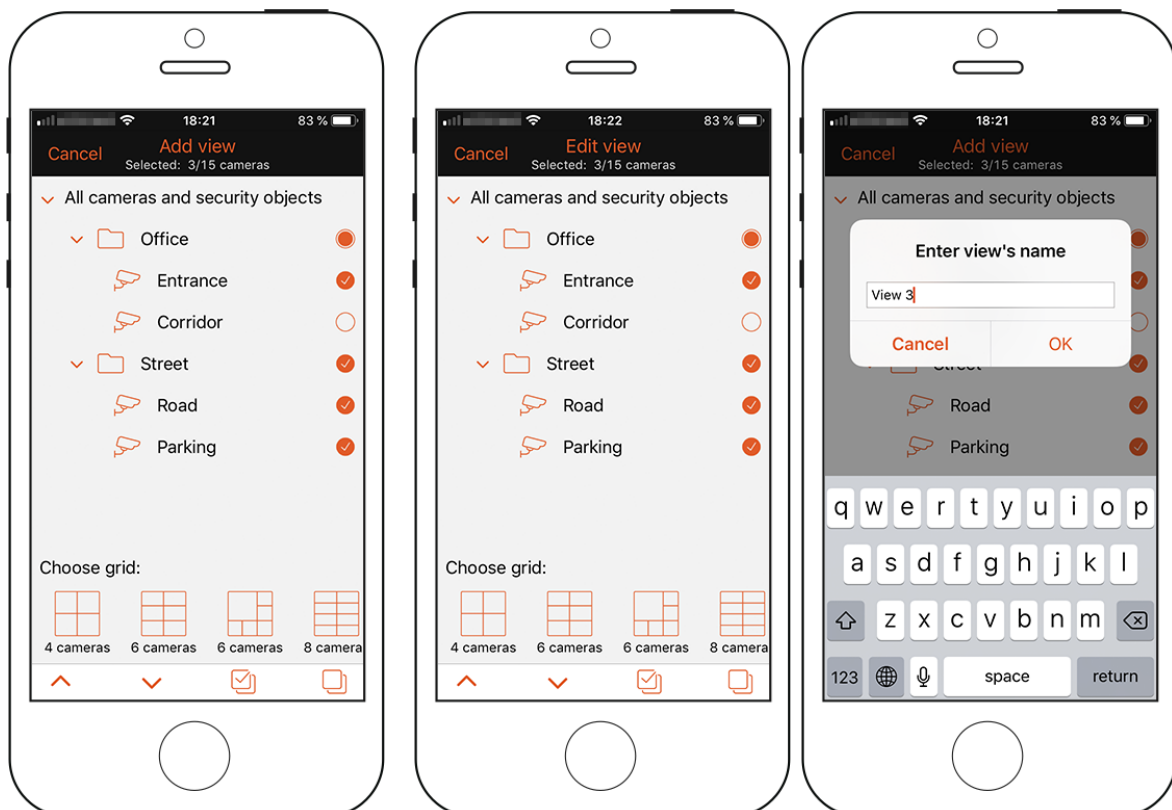 18:21 83 %
Cancel Add view
Selected: 3/15 cameras
All cameras and security objects
Office
Entrance
Corridor
Street
Road
Parking
Choose grid:
4 cameras 6 cameras 6 cameras 8 camera
18:22 83 %
Cancel Edit view
Selected: 3/15 cameras
All cameras and security objects
Office
Entrance
Corridor
Street
Road
Parking
Choose grid:
4 cameras 6 cameras 6 cameras 8 camera
18:21 83 %
Cancel Add view
Selected: 3/15 cameras
All cameras and security objects
Enter view's name
View 3
Cancel OK
Street
Road
Parking
q w e r t y u i o p
a s d f g h j k l
z x c v b n m
123 space return